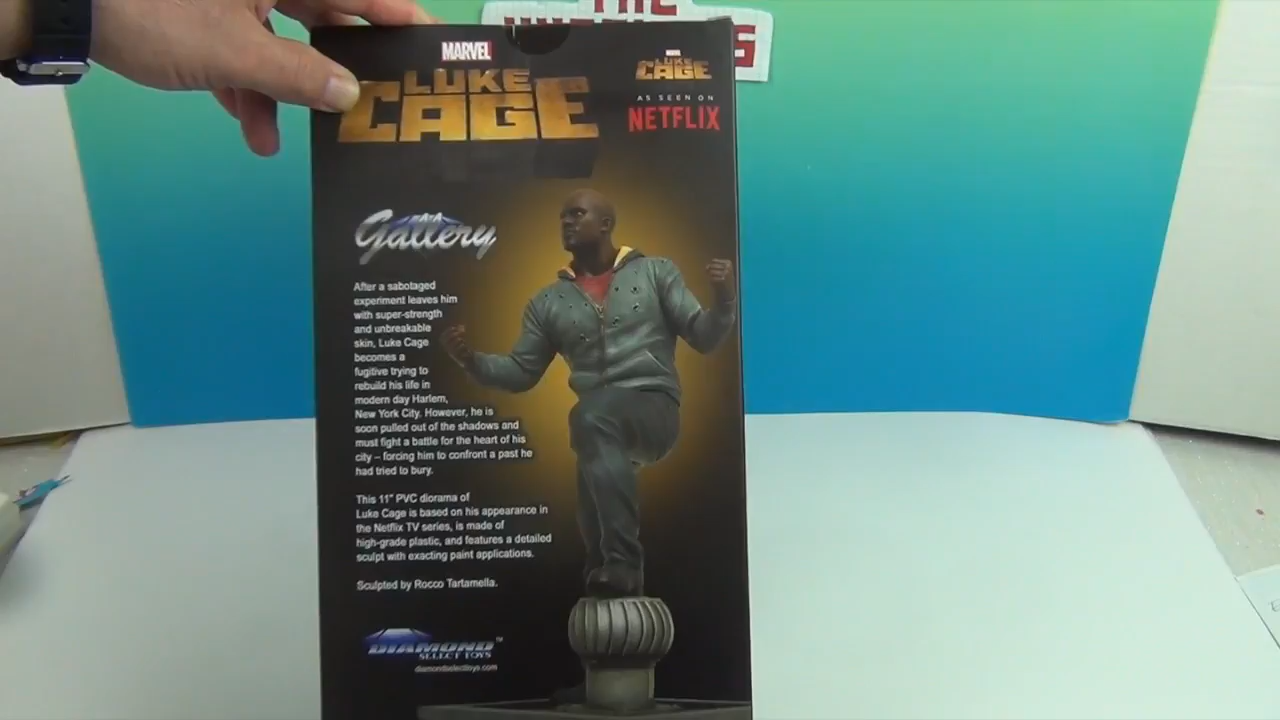 THE
MARVEL
LUKE
CAGE
MARVEL
LUKE
CAGE
AS SEEN ON
NETFLIX
Gallery
After a sabotaged
experiment leaves him
with super-strength
and unbreakable
skin, Luke Cage
becomes a
fugitive trying to
rebuild his life in
modern day Harlem,
New York City. However, he is
soon pulled out of the shadows and
must fight a battle for the heart of his
city – forcing him to confront a past he
had tried to bury.
This 11" PVC diorama of
Luke Cage is based on his appearance in
the Netflix TV series, is made of
high-grade plastic, and features a detailed
sculpt with exacting paint applications.
Sculpted by Rocco Tartamella.
DIAMOND™
SELECT TOYS
diamondselecttoys.com